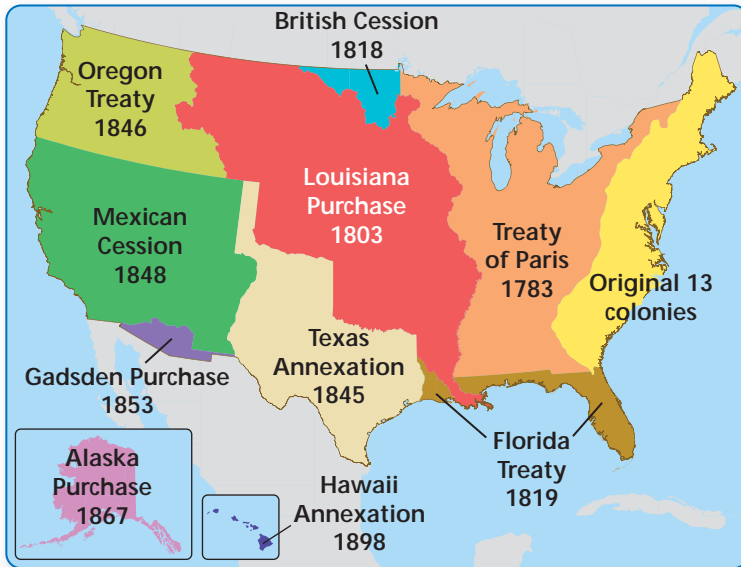 British Cession
1818
Oregon
Treaty
1846
Louisiana
Purchase
1803
Mexican
Cession
1848
Treaty
of Paris
1783
Original 13
colonies
Texas
Annexation
1845
Gadsden Purchase
1853
Florida
Treaty
1819
Alaska
Purchase
1867
Hawaii
Annexation
1898